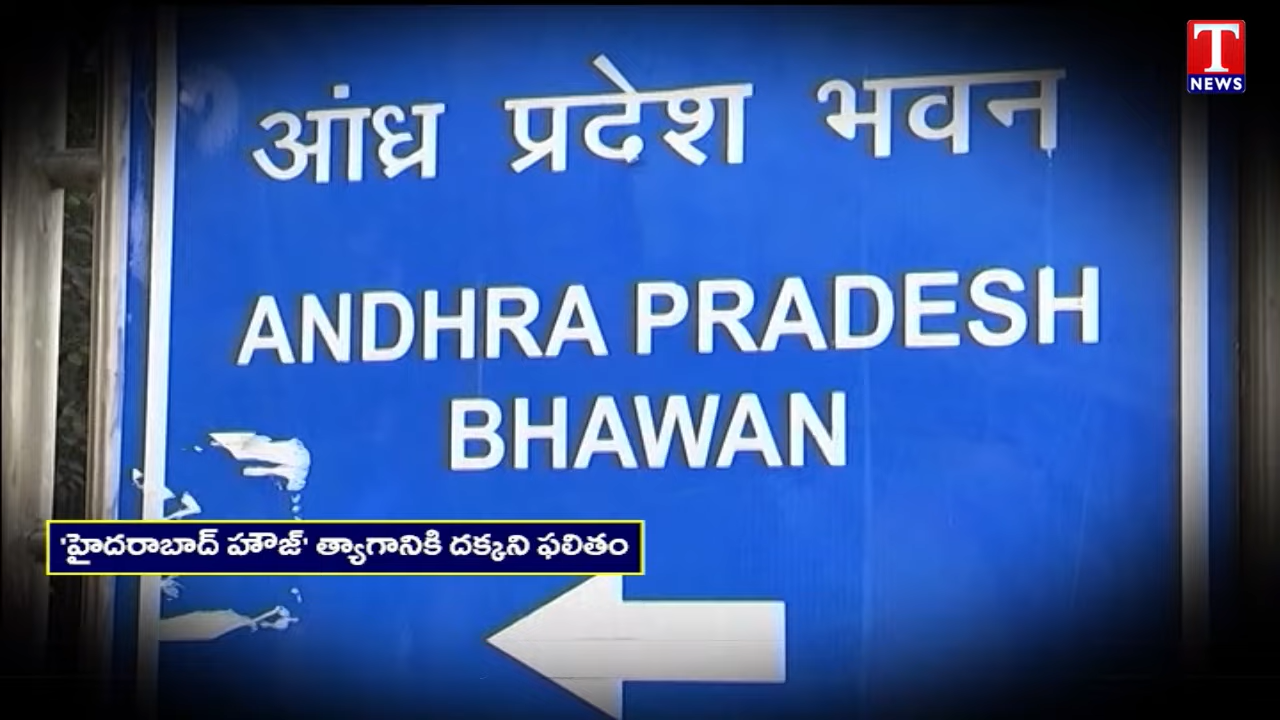 T
NEWS
आंध्र प्रदेश भवन
ANDHRA PRADESH
BHAWAN
'హైదరాబాద్ హౌజ్' త్యాగానికి దక్కని ఫలితం